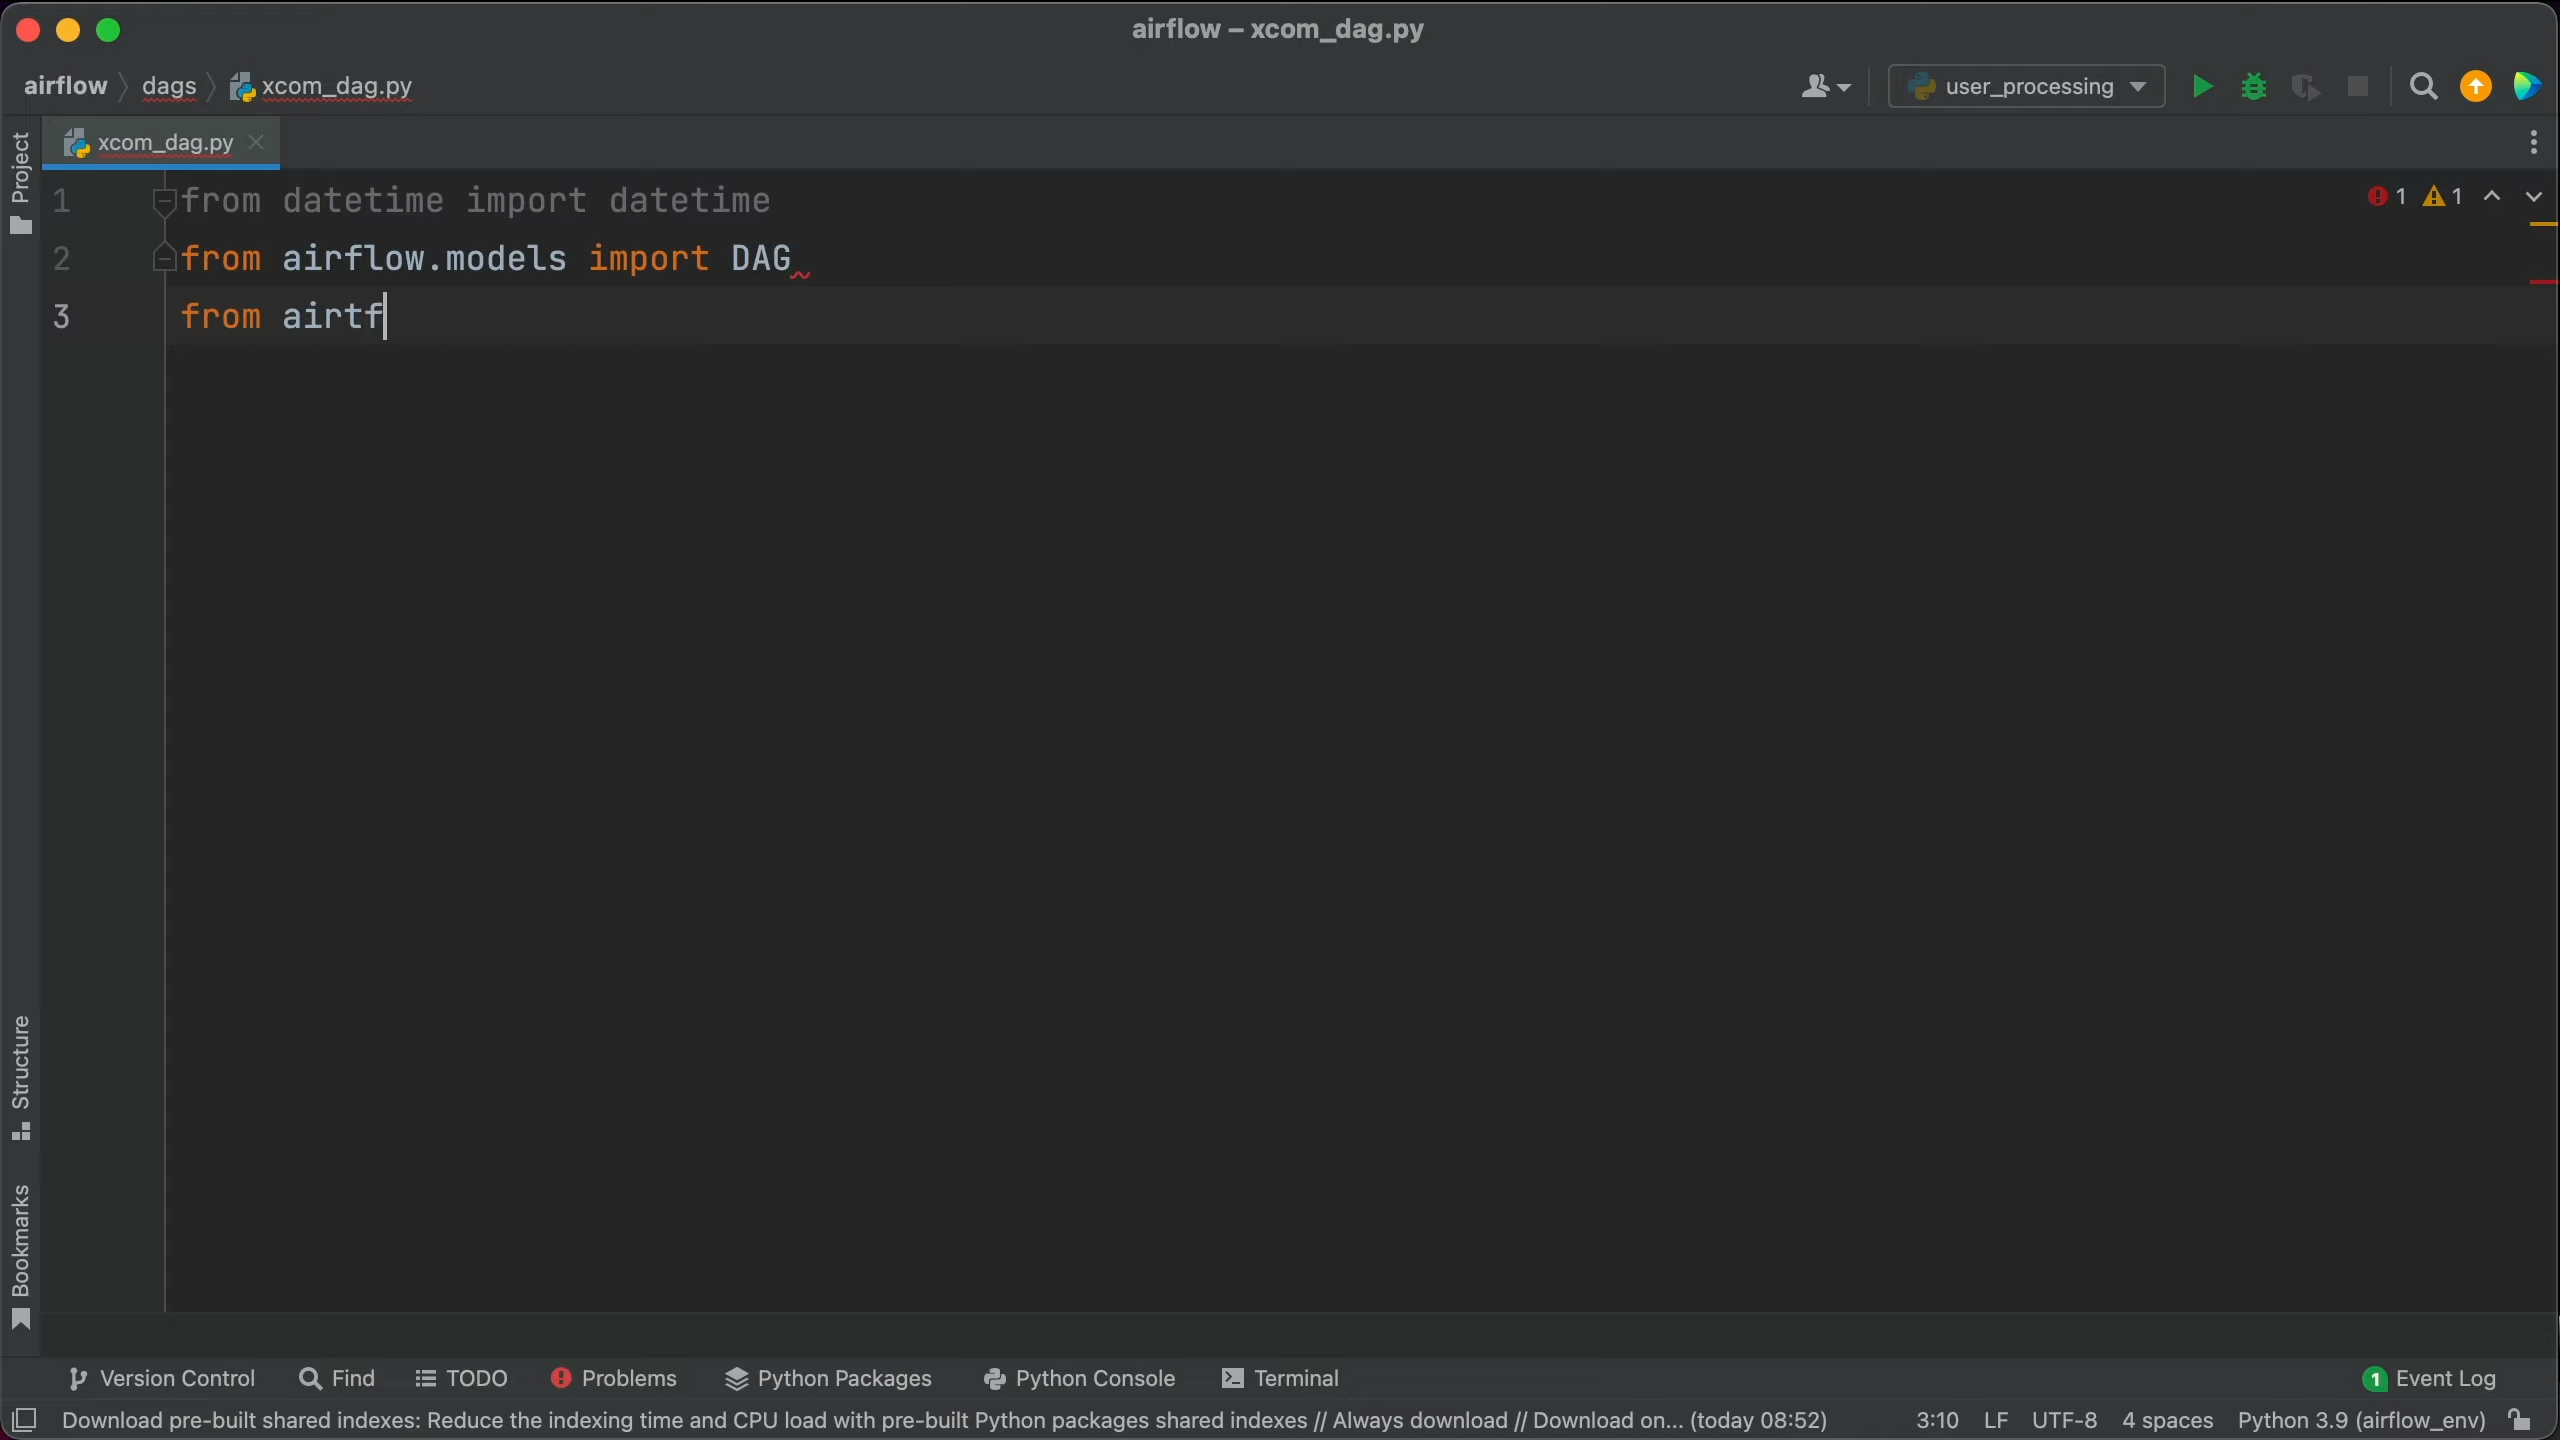 airflow – xcom_dag.py
airflow dags xcom_dag.py user_processing
xcom_dag.py
1 from datetime import datetime
2 from airflow.models import DAG
3 from airtf
1 1
Project
Structure
Bookmarks
Version Control Find TODO Problems Python Packages Python Console Terminal 1 Event Log
Download pre-built shared indexes: Reduce the indexing time and CPU load with pre-built Python packages shared indexes // Always download // Download on... (today 08:52) 3:10 LF UTF-8 4 spaces Python 3.9 (airflow_env)